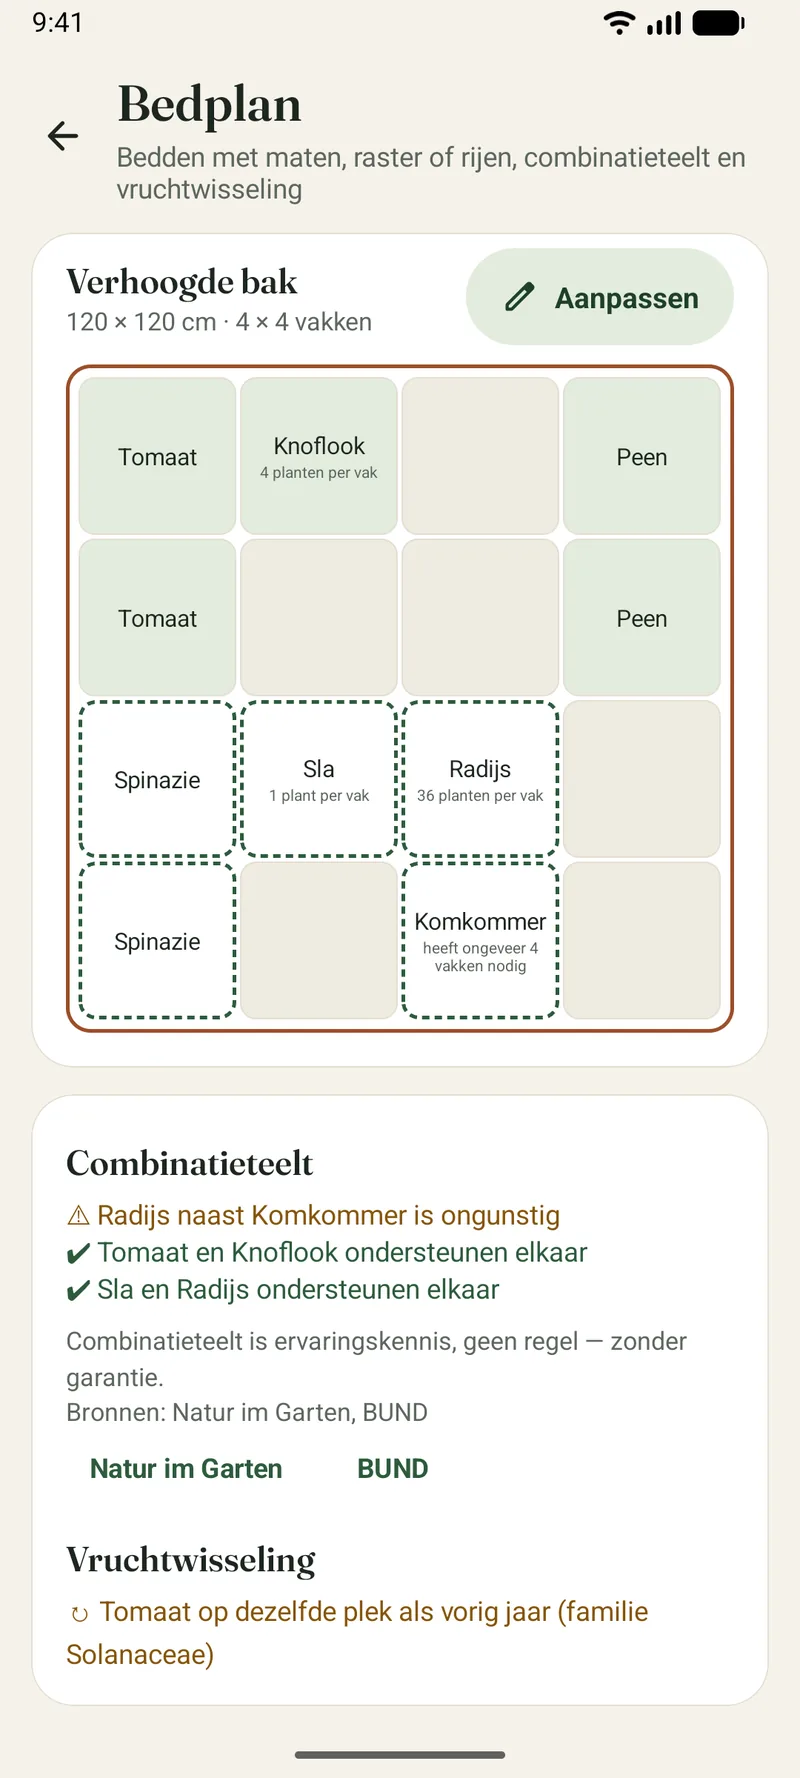 9:41
Bedplan
Bedden met maten, raster of rijen, combinatieteelt en
vruchtwisseling
Verhoogde bak
120 × 120 cm · 4 × 4 vakken
Aanpassen
Tomaat
Knoflook
4 planten per vak
Peen
Tomaat
Peen
Spinazie
Sla
1 plant per vak
Radijs
36 planten per vak
Spinazie
Komkommer
heeft ongeveer 4
vakken nodig
Combinatieteelt
⚠ Radijs naast Komkommer is ongunstig
✔ Tomaat en Knoflook ondersteunen elkaar
✔ Sla en Radijs ondersteunen elkaar
Combinatieteelt is ervaringskennis, geen regel — zonder
garantie.
Bronnen: Natur im Garten, BUND
Natur im Garten
BUND
Vruchtwisseling
↻ Tomaat op dezelfde plek als vorig jaar (familie
Solanaceae)